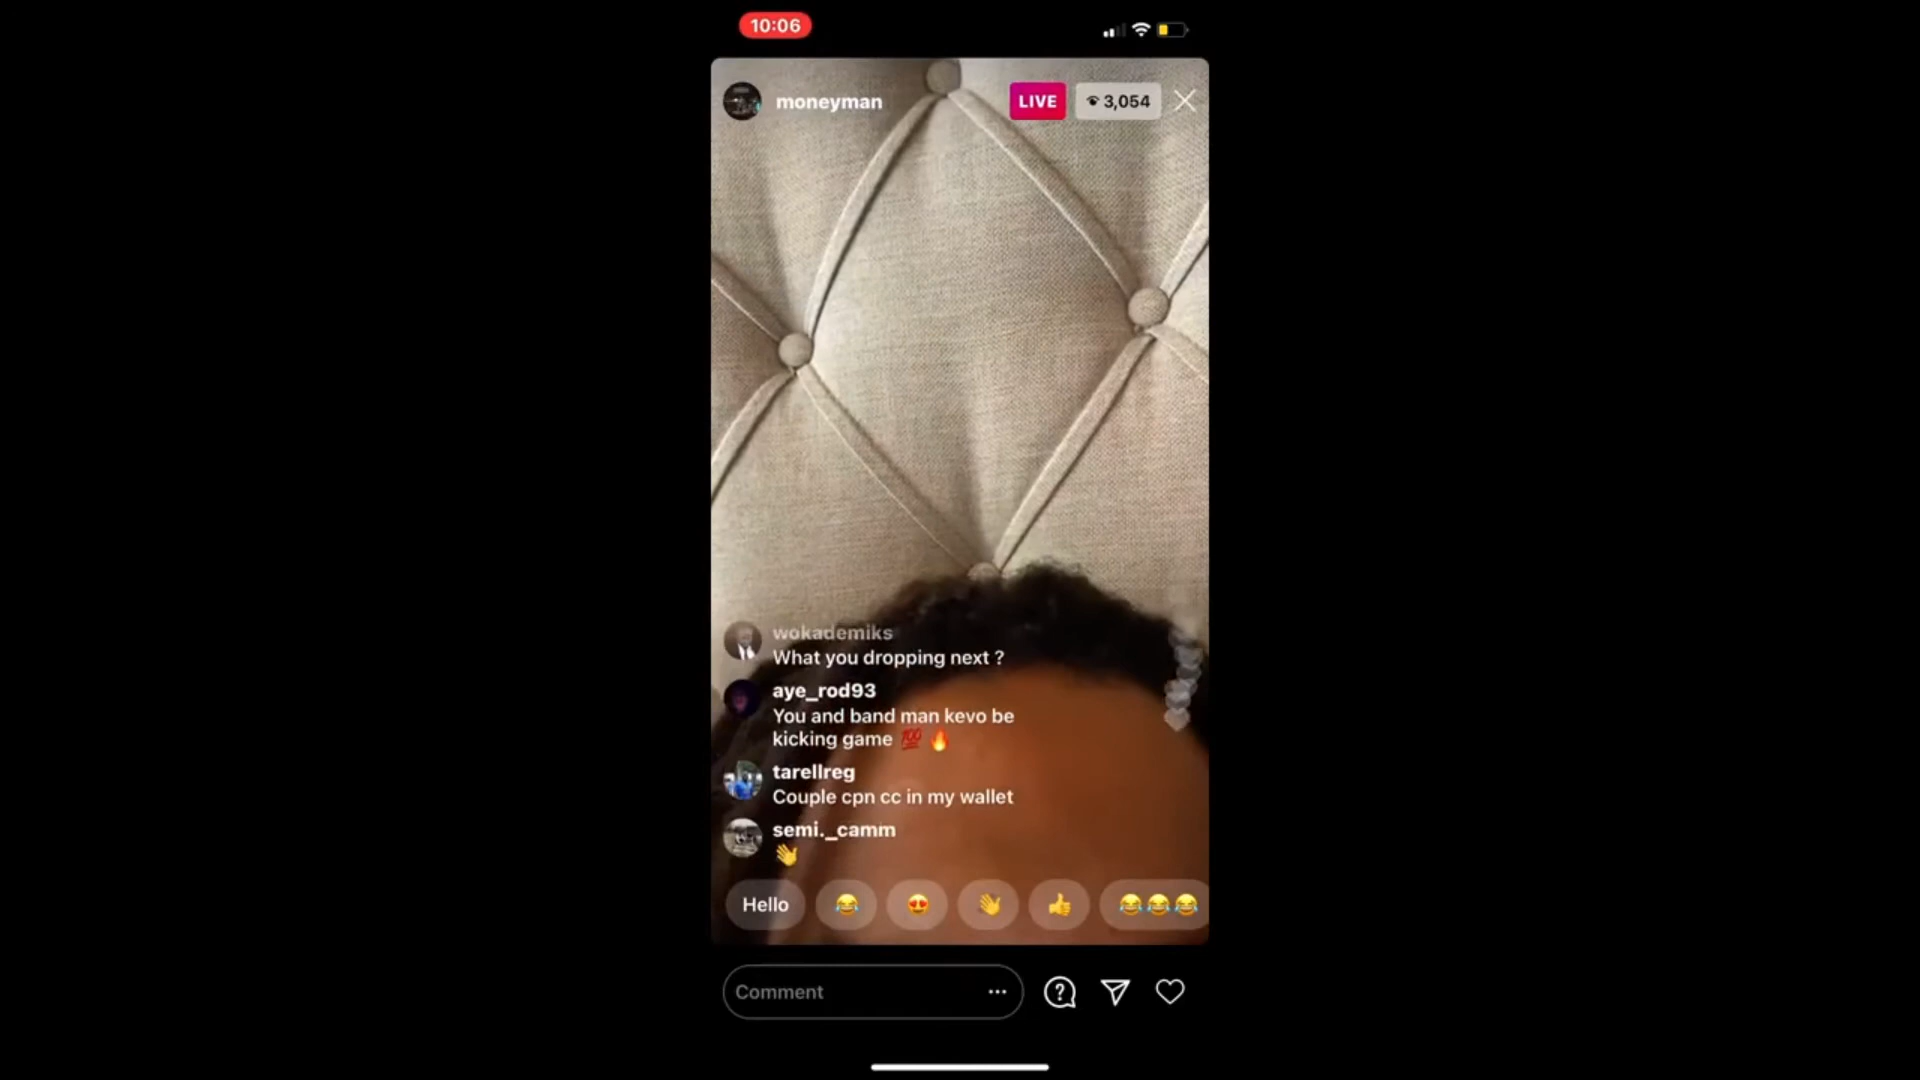 10:06
moneyman
LIVE
3,054
wokademiks
What you dropping next ?
aye_rod93
You and band man kevo be
kicking game 💯 🔥
tarellreg
Couple cpn cc in my wallet
semi._camm
👋
Hello 😂 😍 👋 👍 😂😂😂
Comment